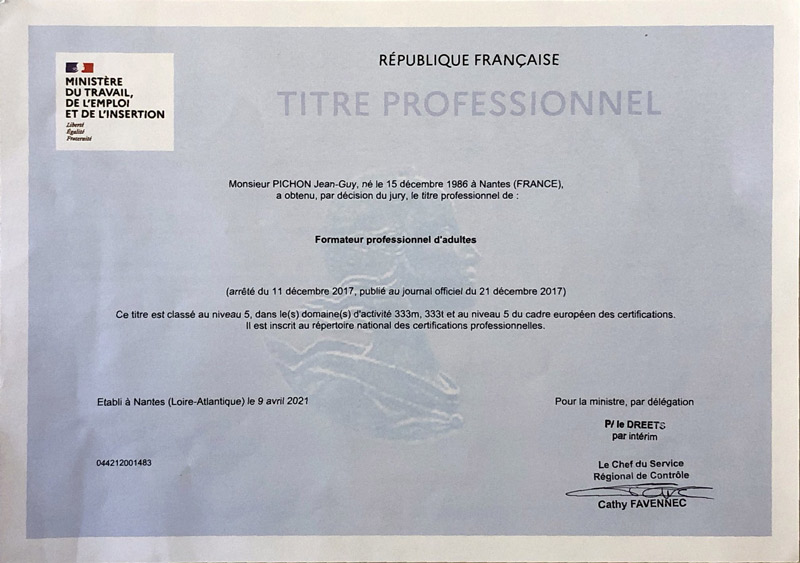 RÉPUBLIQUE FRANÇAISE
MINISTÈRE
DU TRAVAIL,
DE L'EMPLOI
ET DE L'INSERTION
Liberté
Égalité
Fraternité
TITRE PROFESSIONNEL
Monsieur PICHON Jean-Guy, né le 15 décembre 1986 à Nantes (FRANCE),
a obtenu, par décision du jury, le titre professionnel de :
Formateur professionnel d'adultes
(arrêté du 11 décembre 2017, publié au journal officiel du 21 décembre 2017)
Ce titre est classé au niveau 5, dans le(s) domaine(s) d'activité 333m, 333t et au niveau 5 du cadre européen des certifications.
Il est inscrit au répertoire national des certifications professionnelles.
Etabli à Nantes (Loire-Atlantique) le 9 avril 2021
Pour la ministre, par délégation
P/ le DREETS
par intérim
044212001483
Le Chef du Service
Régional de Contrôle
Cathy FAVENNEC